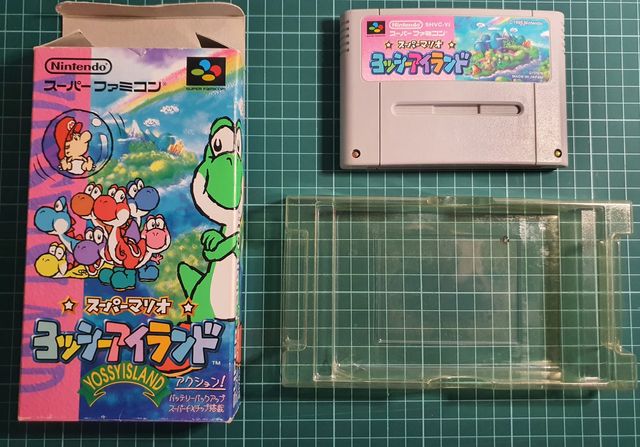 Nintendo
スーパーファミコン
SUPER FAMICOM
スーパーマリオ
ヨッシーアイランド
TM
YOSSY ISLAND
アクション!
バッテリーバックアップ
スーパーFXチップ搭載
Nintendo SHVC-YI
スーパーファミコン
© 1995 Nintendo
スーパーマリオ
ヨッシーアイランド
MADE IN JAPAN